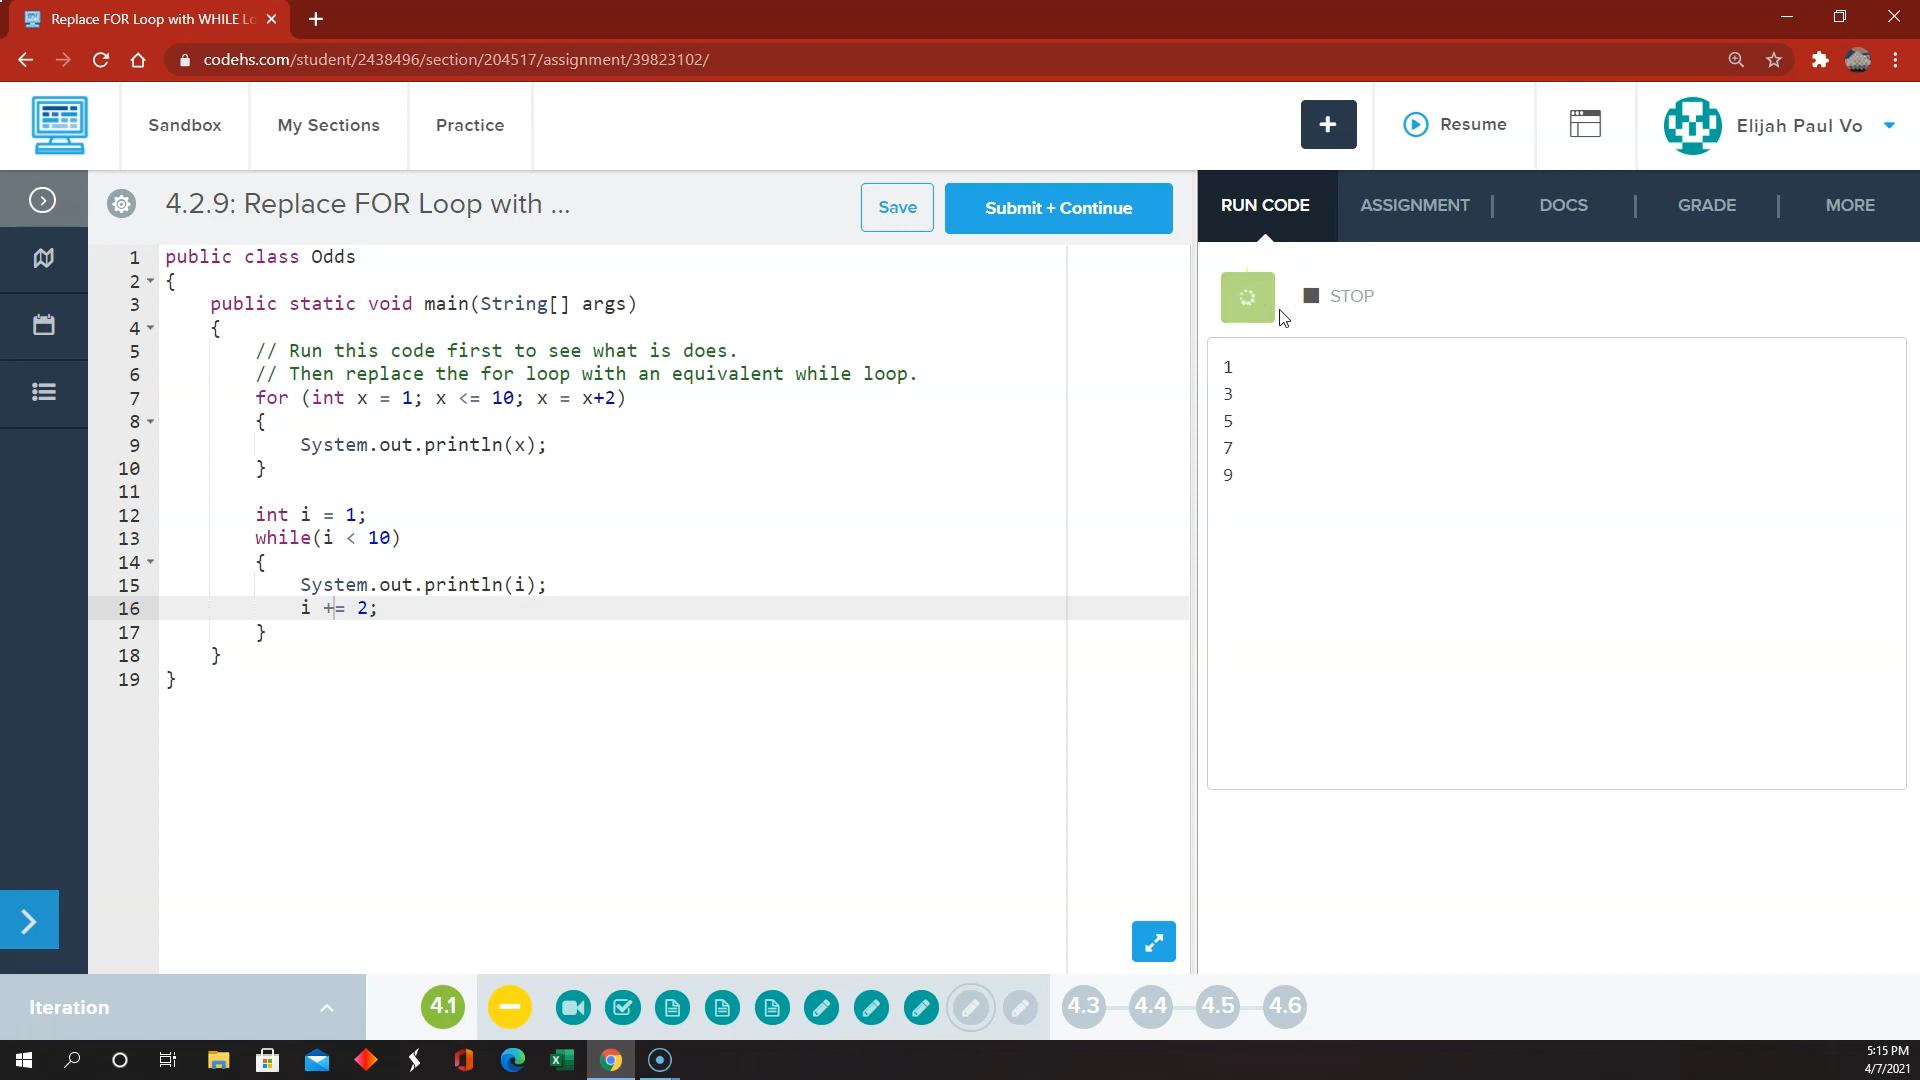 Replace FOR Loop with WHILE Lo
codehs.com/student/2438496/section/204517/assignment/39823102/
Sandbox
My Sections
Practice
+
Resume
Elijah Paul Vo
4.2.9: Replace FOR Loop with ...
Save
Submit + Continue
RUN CODE
ASSIGNMENT
DOCS
GRADE
MORE
STOP
1 public class Odds
2 {
3 public static void main(String[] args)
4 {
5 // Run this code first to see what is does.
6 // Then replace the for loop with an equivalent while loop.
7 for (int x = 1; x <= 10; x = x+2)
8 {
9 System.out.println(x);
10 }
11
12 int i = 1;
13 while(i < 10)
14 {
15 System.out.println(i);
16 i += 2;
17 }
18 }
19 }
1
3
5
7
9
Iteration
4.1
4.3
4.4
4.5
4.6
5:15 PM
4/7/2021